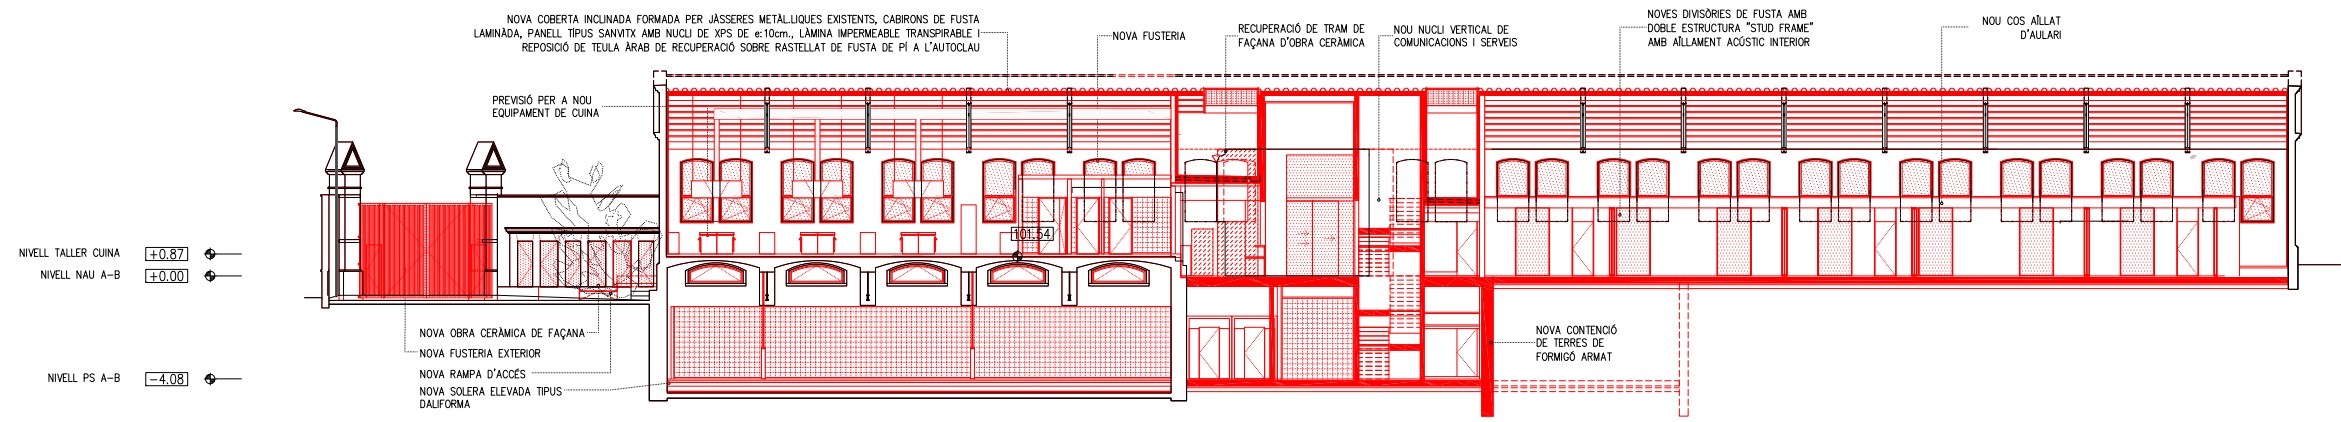 NOVA COBERTA INCLINADA FORMADA PER JÀSSERES METÀL.LIQUES EXISTENTS, CABIRONS DE FUSTA
LAMINADA, PANELL TÍPUS SANVITX AMB NUCLI DE XPS DE e:10cm., LÀMINA IMPERMEABLE TRANSPIRABLE I
REPOSICIÓ DE TEULA ÀRAB DE RECUPERACIÓ SOBRE RASTELLAT DE FUSTA DE PÍ A L'AUTOCLAU
NOVA FUSTERIA
RECUPERACIÓ DE TRAM DE
FAÇANA D'OBRA CERÀMICA
NOU NUCLI VERTICAL DE
COMUNICACIONS I SERVEIS
NOVES DIVISÒRIES DE FUSTA AMB
DOBLE ESTRUCTURA "STUD FRAME"
AMB AÏLLAMENT ACÚSTIC INTERIOR
NOU COS AÏLLAT
D'AULARI
PREVISIÓ PER A NOU
EQUIPAMENT DE CUINA
101.54
NIVELL TALLER CUINA +0.87
NIVELL NAU A-B +0.00
NIVELL PS A-B -4.08
NOVA OBRA CERÀMICA DE FAÇANA
NOVA FUSTERIA EXTERIOR
NOVA RAMPA D'ACCÉS
NOVA SOLERA ELEVADA TIPUS
DALIFORMA
NOVA CONTENCIÓ
DE TERRES DE
FORMIGÓ ARMAT